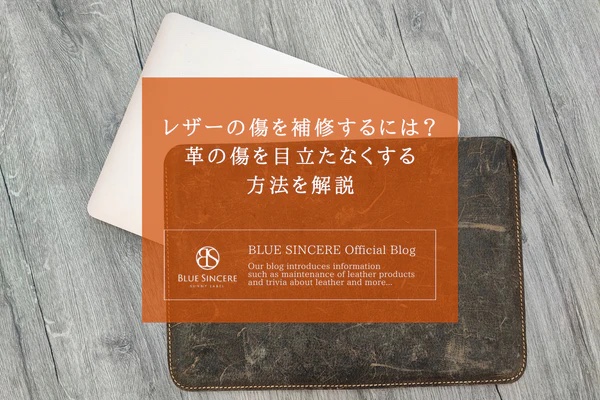 レザーの傷を補修するには？
革の傷を目立たなくする
方法を解説
BLUE SINCERE Official Blog
Our blog introduces information
such as maintenance of leather products
and trivia about leather and more...
BS
BLUE SINCERE